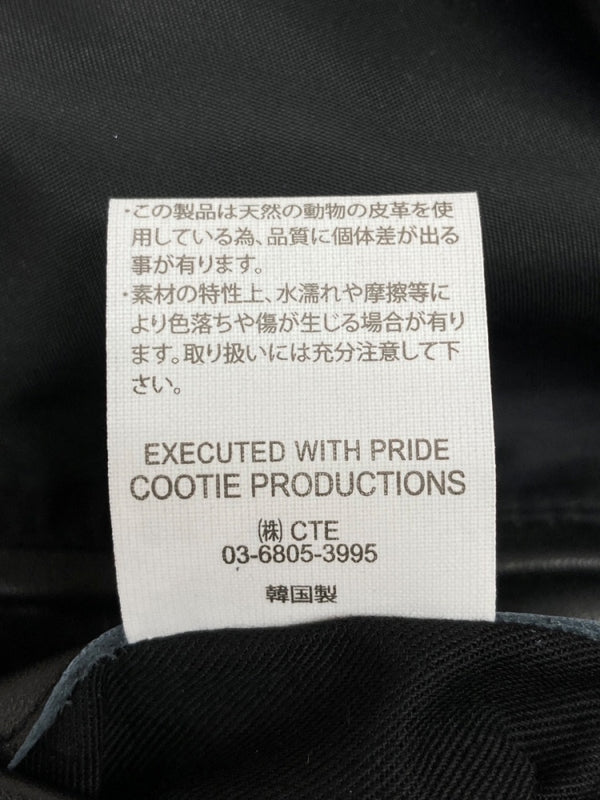 ・この製品は天然の動物の皮革を使
用している為、品質に個体差が出る
事が有ります。
・素材の特性上、水濡れや摩擦等に
より色落ちや傷が生じる場合が有り
ます。取り扱いには充分注意して下
さい。
EXECUTED WITH PRIDE
COOTIE PRODUCTIONS
㈱ CTE
03-6805-3995
韓国製